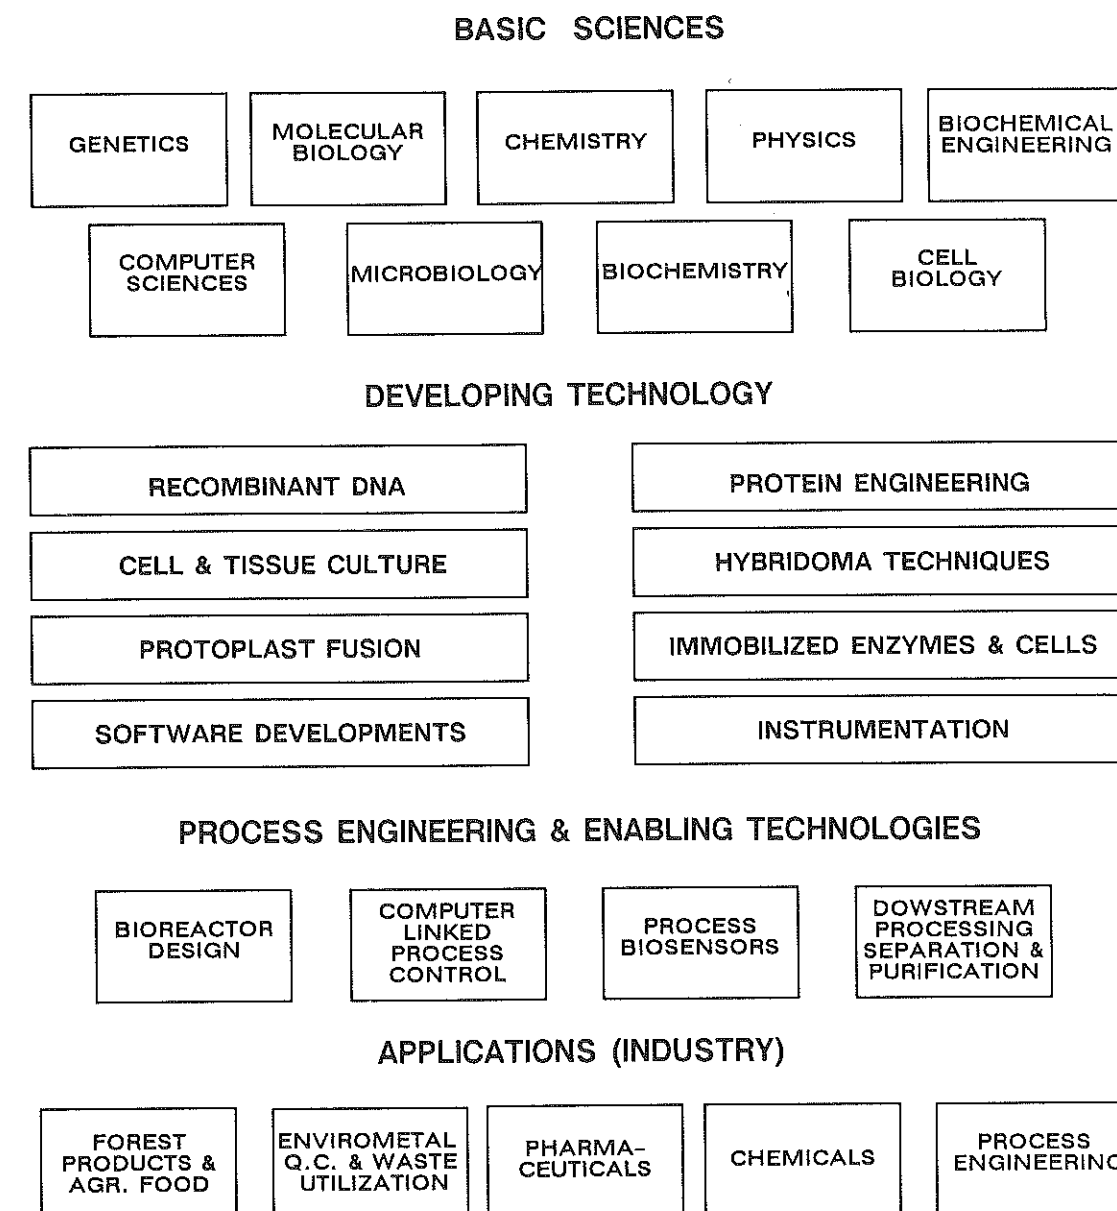 BASIC SCIENCES
GENETICS
MOLECULAR
BIOLOGY
CHEMISTRY
PHYSICS
BIOCHEMICAL
ENGINEERING
COMPUTER
SCIENCES
MICROBIOLOGY
BIOCHEMISTRY
CELL
BIOLOGY
DEVELOPING TECHNOLOGY
RECOMBINANT DNA
PROTEIN ENGINEERING
CELL & TISSUE CULTURE
HYBRIDOMA TECHNIQUES
PROTOPLAST FUSION
IMMOBILIZED ENZYMES & CELLS
SOFTWARE DEVELOPMENTS
INSTRUMENTATION
PROCESS ENGINEERING & ENABLING TECHNOLOGIES
BIOREACTOR
DESIGN
COMPUTER
LINKED
PROCESS
CONTROL
PROCESS
BIOSENSORS
DOWSTREAM
PROCESSING
SEPARATION &
PURIFICATION
APPLICATIONS (INDUSTRY)
FOREST
PRODUCTS &
AGR. FOOD
ENVIROMETAL
Q.C. & WASTE
UTILIZATION
PHARMA-
CEUTICALS
CHEMICALS
PROCESS
ENGINEERING